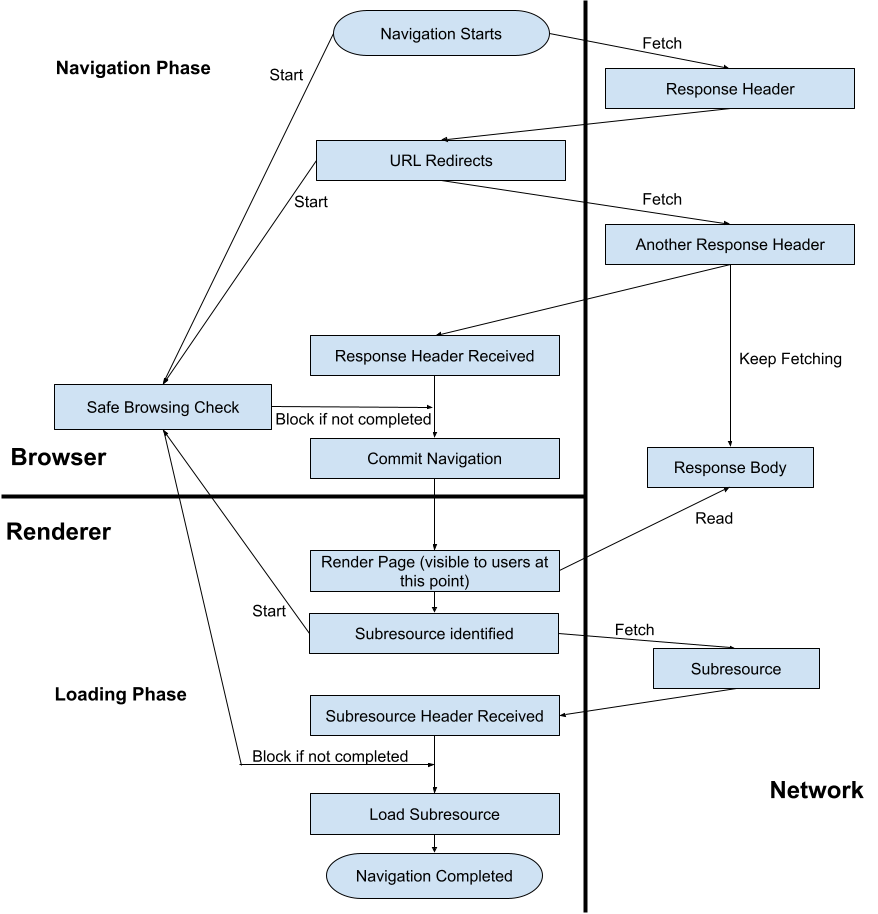 Navigation Starts
Fetch
Navigation Phase
Start
Response Header
URL Redirects
Start
Fetch
Another Response Header
Response Header Received
Keep Fetching
Safe Browsing Check
Block if not completed
Browser
Commit Navigation
Response Body
Renderer
Read
Render Page (visible to users at
this point)
Start
Subresource identified
Fetch
Subresource
Loading Phase
Subresource Header Received
Block if not completed
Network
Load Subresource
Navigation Completed